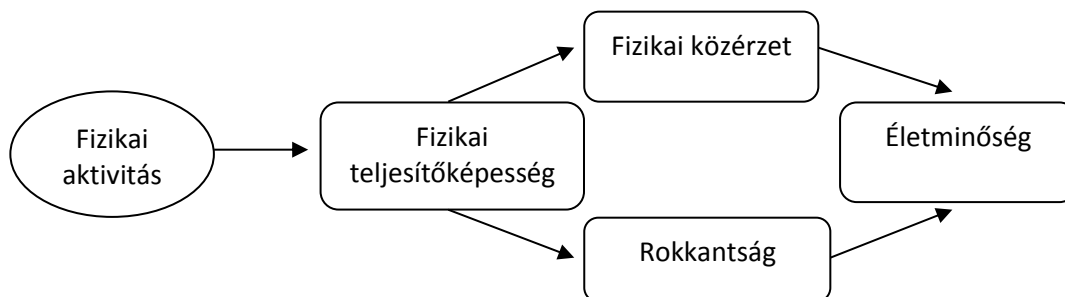 Fizikai
aktivitás
Fizikai
teljesítőképesség
Fizikai közérzet
Rokkantság
Életminőség